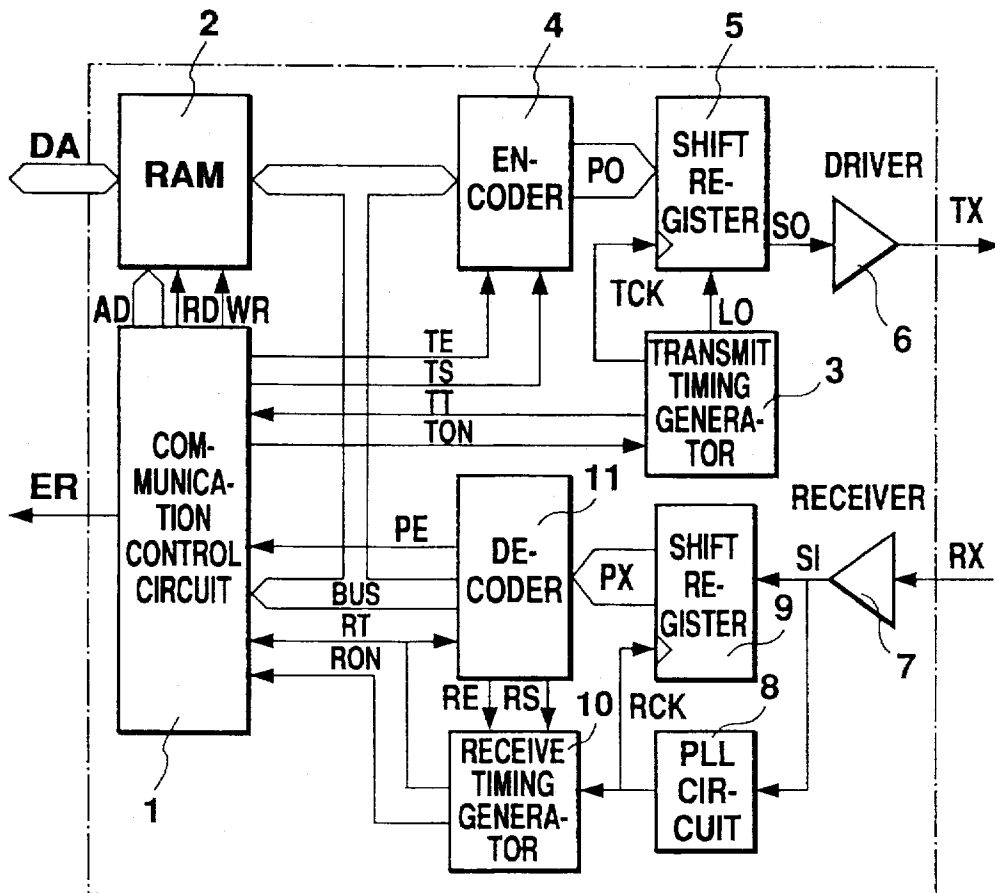 2
4
5
DA
RAM
EN-
CODER
PO
SHIFT
RE-
GISTER
SO
DRIVER
TX
6
AD
RD
WR
TCK
LO
TE
TS
TT
TON
TRANSMIT
TIMING
GENERA-
TOR
3
COM-
MUNICA-
TION
CONTROL
CIRCUIT
ER
1
PE
BUS
RT
RON
11
DE-
CODER
PX
SHIFT
RE-
GISTER
9
SI
RECEIVER
RX
7
RE
RS
10
RCK
8
RECEIVE
TIMING
GENERA-
TOR
PLL
CIR-
CUIT